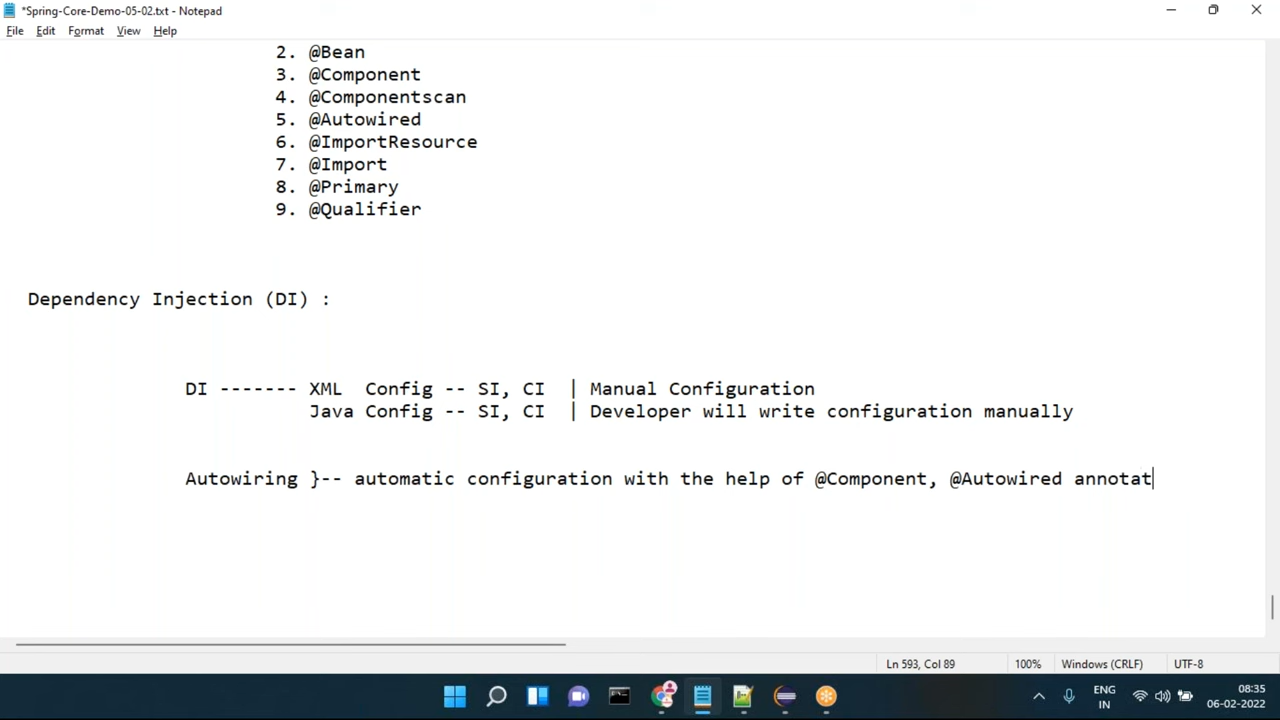 *Spring-Core-Demo-05-02.txt - Notepad
File Edit Format View Help
2. @Bean
3. @Component
4. @Componentscan
5. @Autowired
6. @ImportResource
7. @Import
8. @Primary
9. @Qualifier
Dependency Injection (DI) :
DI ------- XML Config -- SI, CI | Manual Configuration
Java Config -- SI, CI | Developer will write configuration manually
Autowiring }-- automatic configuration with the help of @Component, @Autowired annotat
Ln 593, Col 89 100% Windows (CRLF) UTF-8
ENG 08:35
IN 06-02-2022